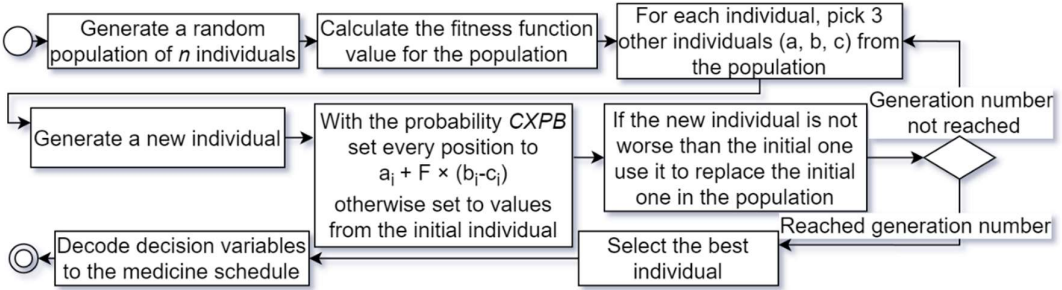 Generate a random
population of n individuals
Calculate the fitness function
value for the population
For each individual, pick 3
other individuals (a, b, c) from
the population
Generation number
not reached
Generate a new individual
With the probability CXPB
set every position to
aᵢ + F × (bᵢ-cᵢ)
otherwise set to values
from the initial individual
If the new individual is not
worse than the initial one
use it to replace the initial
one in the population
Reached generation number
Select the best
individual
Decode decision variables
to the medicine schedule